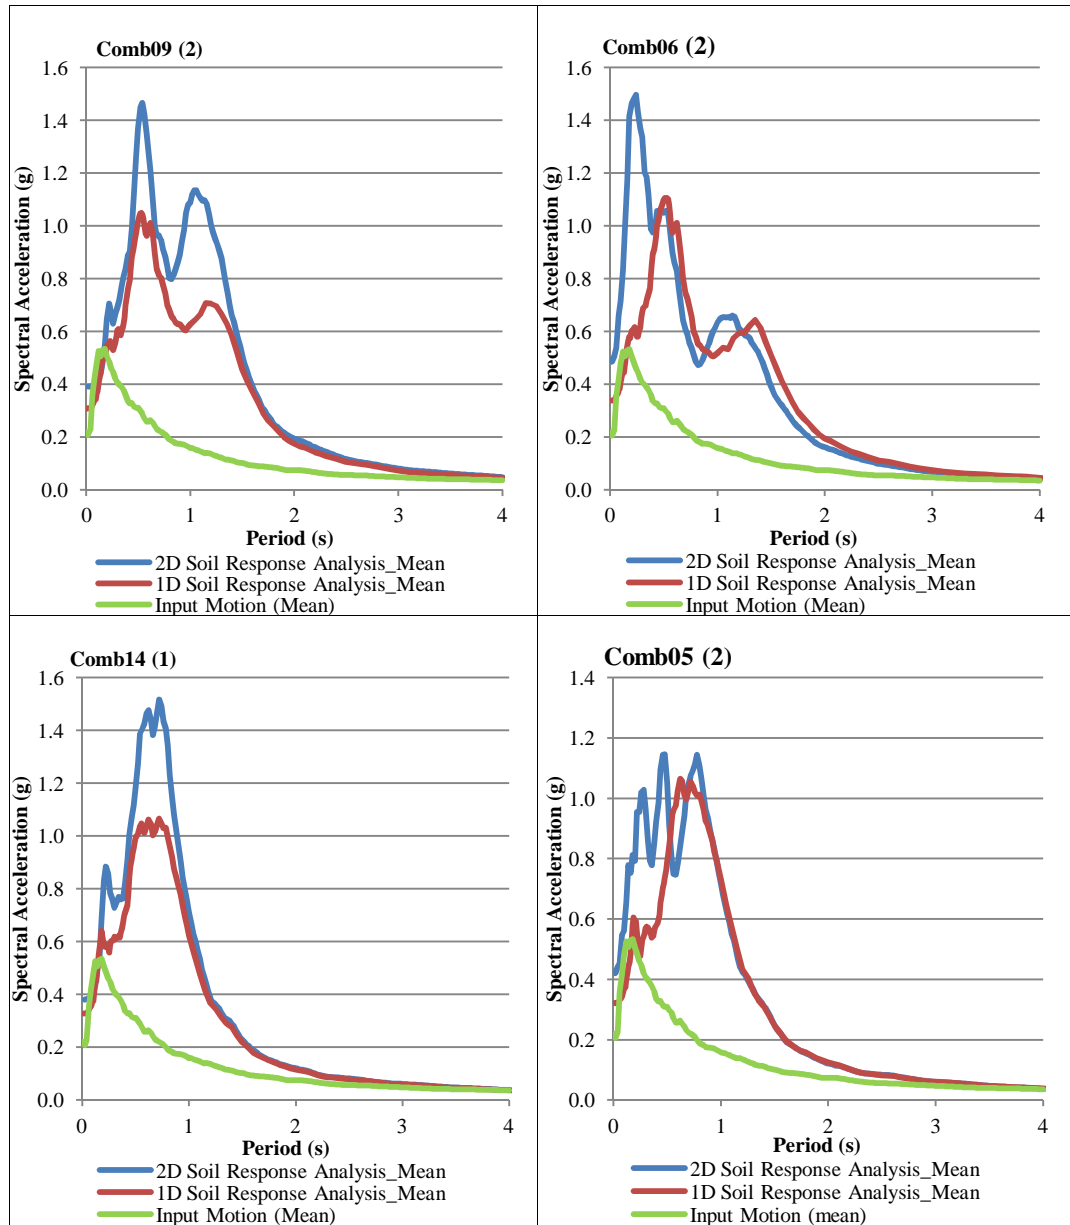 Comb09 (2)
Spectral Acceleration (g)
1.6
1.4
1.2
1.0
0.8
0.6
0.4
0.2
0.0
0 1 2 3 4
Period (s)
2D Soil Response Analysis_Mean
1D Soil Response Analysis_Mean
Input Motion (Mean)
Comb06 (2)
Spectral Acceleration (g)
1.6
1.4
1.2
1.0
0.8
0.6
0.4
0.2
0.0
0 1 2 3 4
Period (s)
2D Soil Response Analysis_Mean
1D Soil Response Analysis_Mean
Input Motion (Mean)
Comb14 (1)
Spectral Acceleration (g)
1.6
1.4
1.2
1.0
0.8
0.6
0.4
0.2
0.0
0 1 2 3 4
Period (s)
2D Soil Response Analysis_Mean
1D Soil Response Analysis_Mean
Input Motion (Mean)
Comb05 (2)
Spectral Acceleration (g)
1.4
1.2
1.0
0.8
0.6
0.4
0.2
0.0
0 1 2 3 4
Period (s)
2D Soil Response Analysis_Mean
1D Soil Response Analysis_Mean
Input Motion (mean)